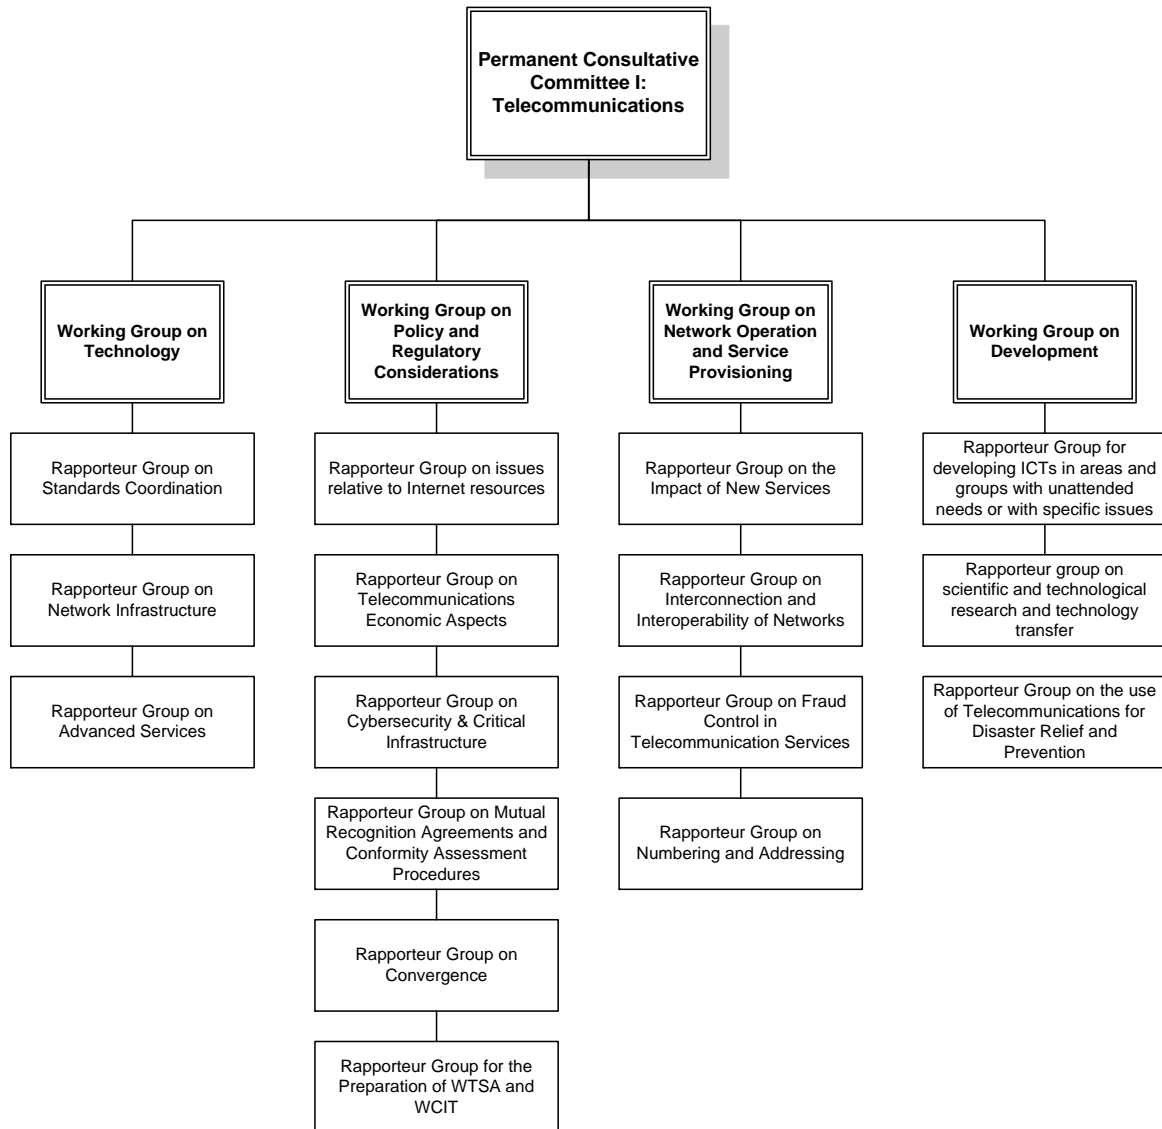 Permanent Consultative
Committee I:
Telecommunications
Working Group on
Technology
Working Group on
Policy and
Regulatory
Considerations
Working Group on
Network Operation
and Service
Provisioning
Working Group on
Development
Rapporteur Group on
Standards Coordination
Rapporteur Group on issues
relative to Internet resources
Rapporteur Group on the
Impact of New Services
Rapporteur Group for
developing ICTs in areas and
groups with unattended
needs or with specific issues
Rapporteur Group on
Network Infrastructure
Rapporteur Group on
Telecommunications
Economic Aspects
Rapporteur Group on
Interconnection and
Interoperability of Networks
Rapporteur group on
scientific and technological
research and technology
transfer
Rapporteur Group on
Advanced Services
Rapporteur Group on
Cybersecurity & Critical
Infrastructure
Rapporteur Group on Fraud
Control in
Telecommunication Services
Rapporteur Group on the use
of Telecommunications for
Disaster Relief and
Prevention
Rapporteur Group on Mutual
Recognition Agreements and
Conformity Assessment
Procedures
Rapporteur Group on
Numbering and Addressing
Rapporteur Group on
Convergence
Rapporteur Group for the
Preparation of WTSA and
WCIT